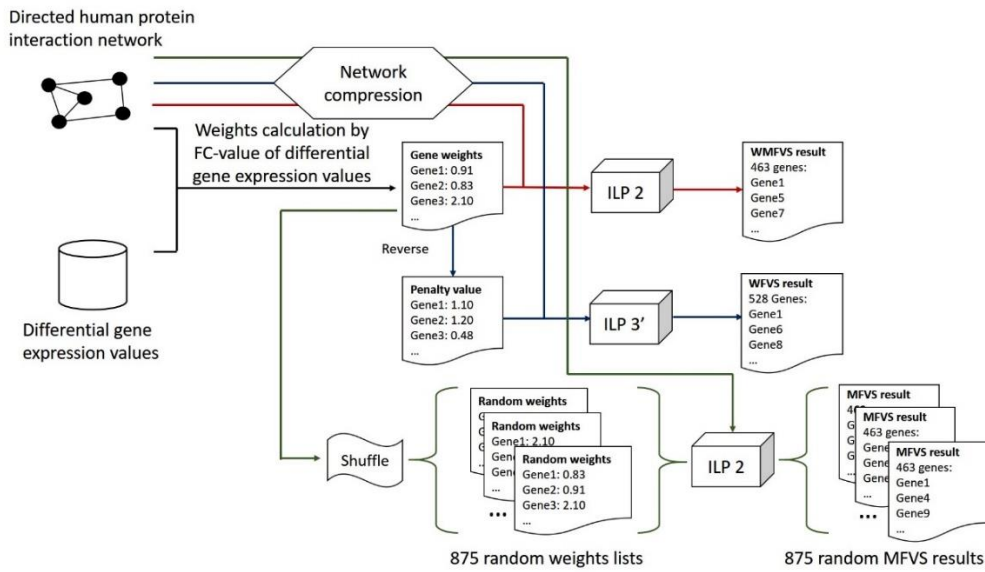 Directed human protein
interaction network
Network
compression
Weights calculation by
FC-value of differential
gene expression values
Gene weights
Gene1: 0.91
Gene2: 0.83
Gene3: 2.10
...
ILP 2
WMFVS result
463 genes:
Gene1
Gene5
Gene7
...
Reverse
Differential gene
expression values
Penalty value
Gene1: 1.10
Gene2: 1.20
Gene3: 0.48
...
ILP 3’
WFVS result
528 Genes:
Gene1
Gene6
Gene8
...
Shuffle
Random weights
...
Random weights
Gene1: 2.10
...
Random weights
Gene1: 0.83
Gene2: 0.91
Gene3: 2.10
...
...
875 random weights lists
ILP 2
MFVS result
...
MFVS result
463 genes:
...
MFVS result
463 genes:
Gene1
Gene4
Gene9
...
...
875 random MFVS results